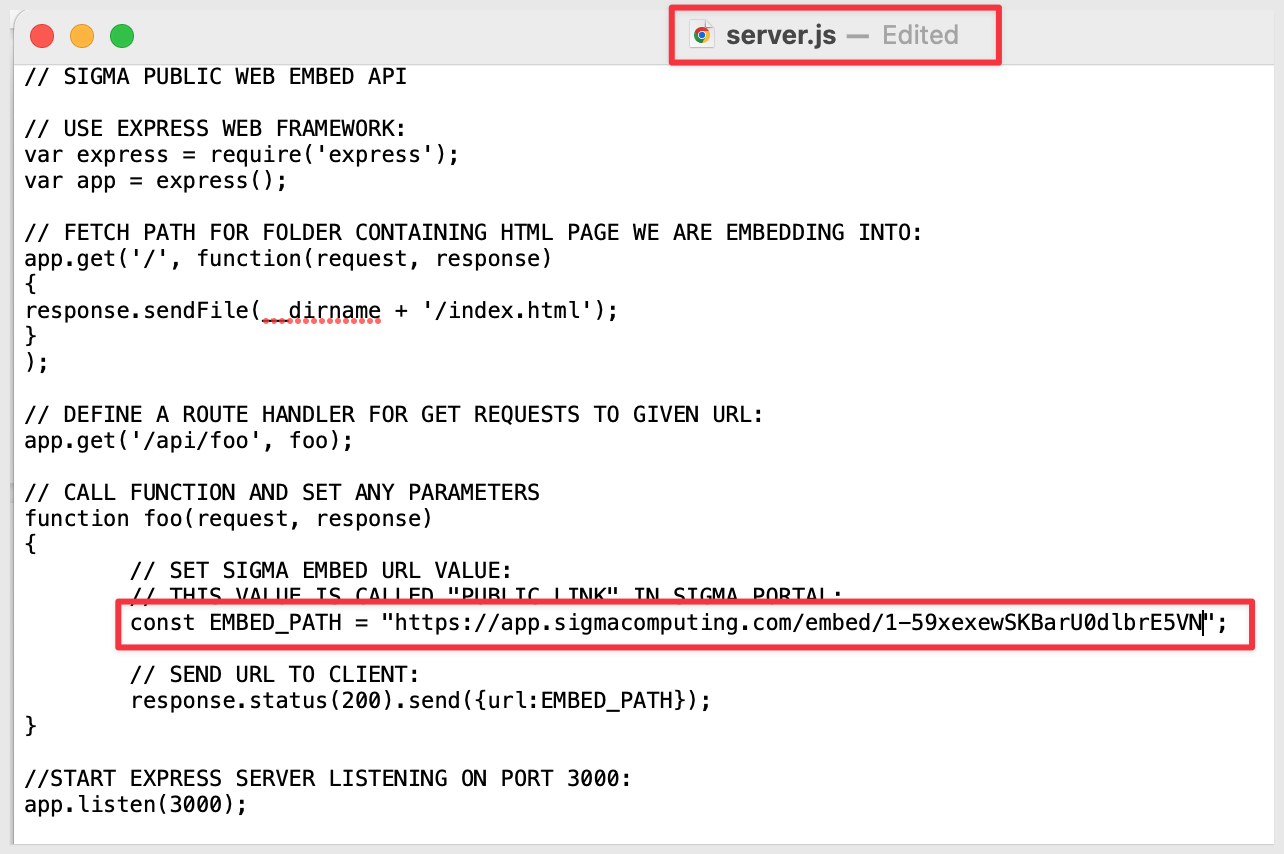 server.js — Edited
// SIGMA PUBLIC WEB EMBED API
// USE EXPRESS WEB FRAMEWORK:
var express = require('express');
var app = express();
// FETCH PATH FOR FOLDER CONTAINING HTML PAGE WE ARE EMBEDDING INTO:
app.get('/', function(request, response)
{
response.sendFile(__dirname + '/index.html');
}
);
// DEFINE A ROUTE HANDLER FOR GET REQUESTS TO GIVEN URL:
app.get('/api/foo', foo);
// CALL FUNCTION AND SET ANY PARAMETERS
function foo(request, response)
{
// SET SIGMA EMBED URL VALUE:
// THIS VALUE IS CALLED "PUBLIC LINK" IN SIGMA PORTAL:
const EMBED_PATH = "https://app.sigmacomputing.com/embed/1-59xexewSKBarU0dlbrE5VN";
// SEND URL TO CLIENT:
response.status(200).send({url:EMBED_PATH});
}
//START EXPRESS SERVER LISTENING ON PORT 3000:
app.listen(3000);